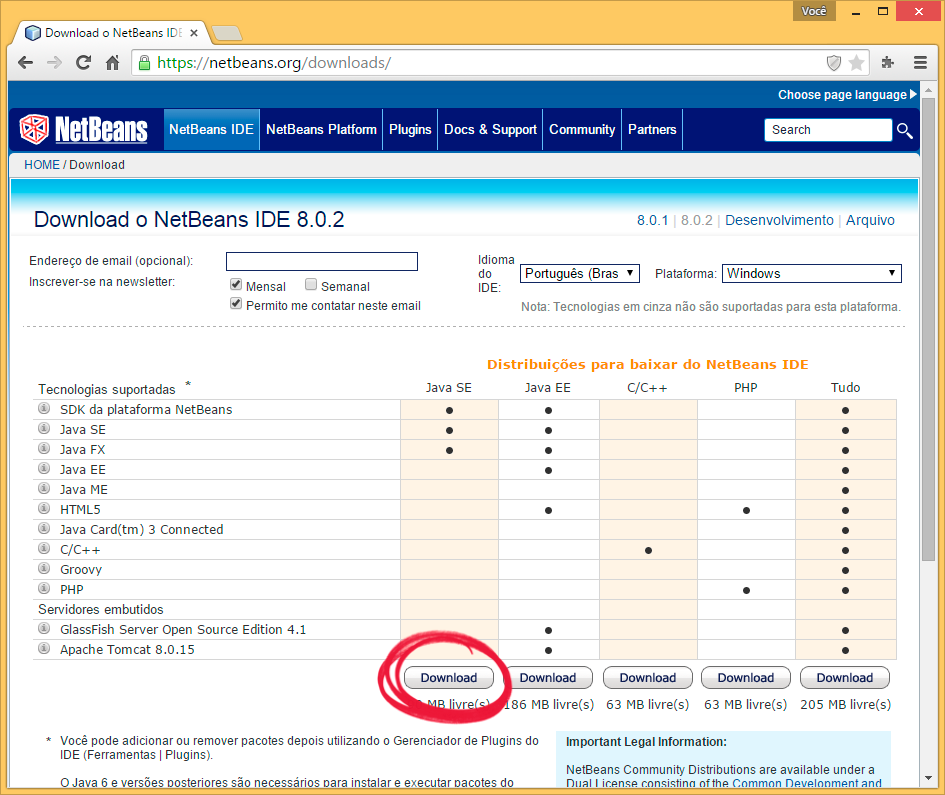 Você
Download o NetBeans IDE
https://netbeans.org/downloads/
Choose page language
NetBeans
NetBeans IDE
NetBeans Platform
Plugins
Docs & Support
Community
Partners
Search
HOME / Download
Download o NetBeans IDE 8.0.2
8.0.1 | 8.0.2 | Desenvolvimento | Arquivo
Endereço de email (opcional):
Inscrever-se na newsletter:
Mensal
Semanal
Permito me contatar neste email
Idioma
do
IDE:
Português (Bras
Plataforma:
Windows
Nota: Tecnologias em cinza não são suportadas para esta plataforma.
Distribuições para baixar do NetBeans IDE
Tecnologias suportadas *
Java SE
Java EE
C/C++
PHP
Tudo
SDK da plataforma NetBeans
Java SE
Java FX
Java EE
Java ME
HTML5
Java Card(tm) 3 Connected
C/C++
Groovy
PHP
Servidores embutidos
GlassFish Server Open Source Edition 4.1
Apache Tomcat 8.0.15
Download
Download
Download
Download
Download
MB livre(s)
186 MB livre(s)
63 MB livre(s)
63 MB livre(s)
205 MB livre(s)
* Você pode adicionar ou remover pacotes depois utilizando o Gerenciador de Plugins do
IDE (Ferramentas | Plugins).
O Java 6 e versões posteriores são necessários para instalar e executar pacotes do
Important Legal Information:
NetBeans Community Distributions are available under a
Dual License consisting of the Common Development and